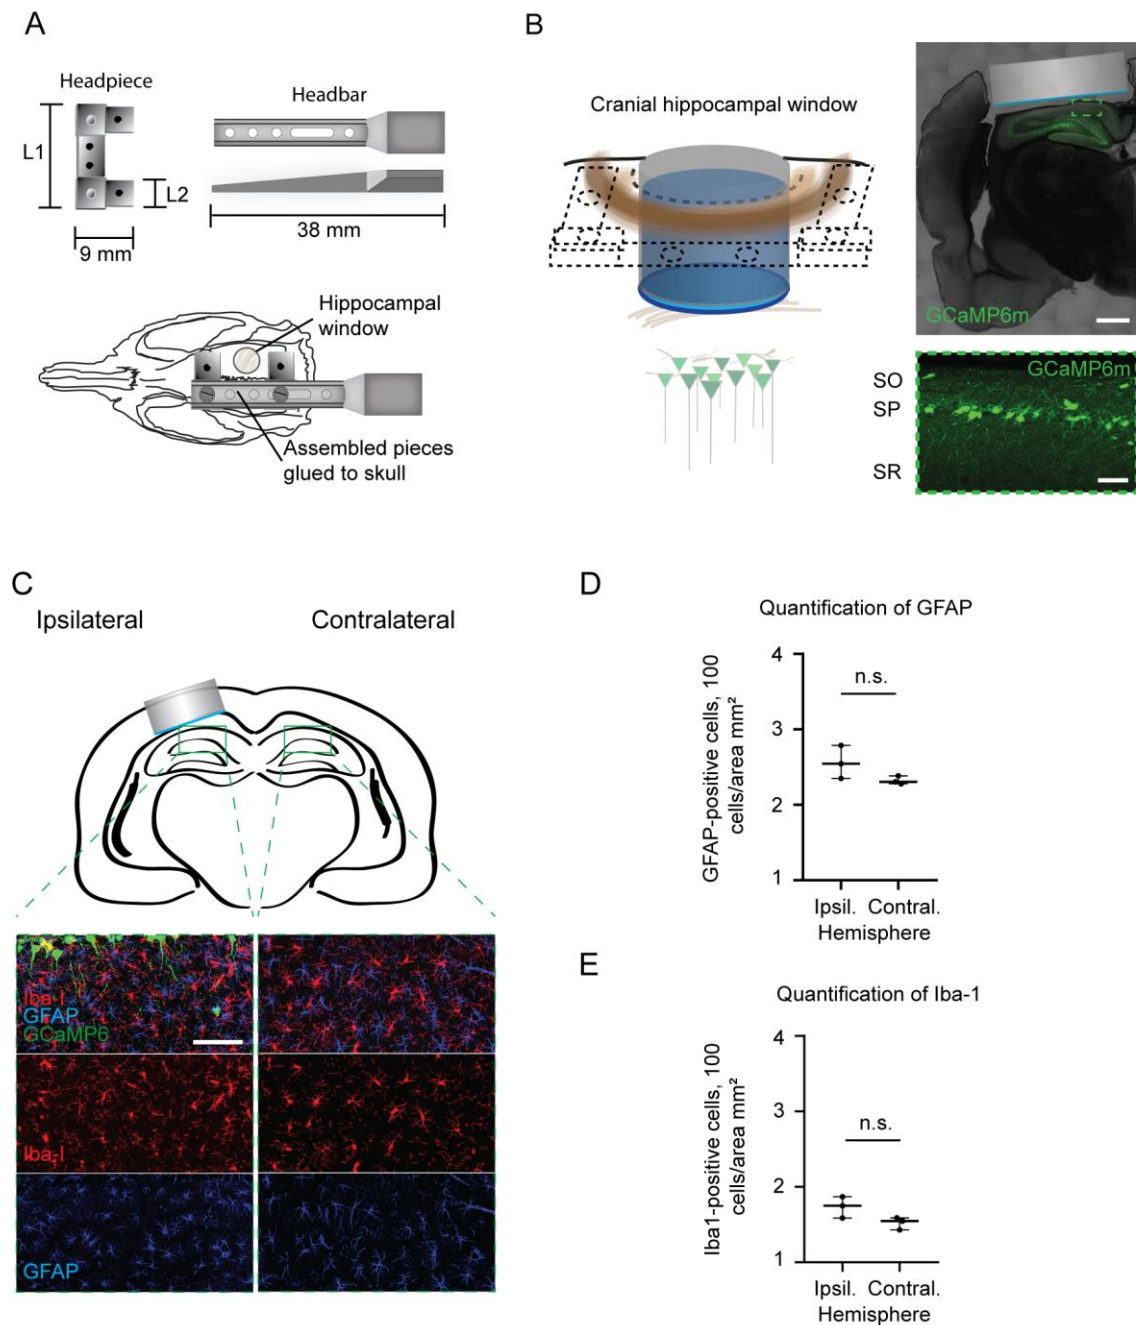 A
Headpiece
Headbar
L1
L2
9 mm
38 mm
Hippocampal
window
Assembled pieces
glued to skull
B
Cranial hippocampal window
GCaMP6m
GCaMP6m
SO
SP
SR
C
Ipsilateral
Contralateral
Iba-I
GFAP
GCaMP6
Iba-I
GFAP
D
Quantification of GFAP
GFAP-positive cells, 100
cells/area mm²
4
3
2
1
n.s.
Ipsil. Contral.
Hemisphere
E
Quantification of Iba-1
Iba1-positive cells, 100
cells/area mm²
4
3
2
1
n.s.
Ipsil. Contral.
Hemisphere